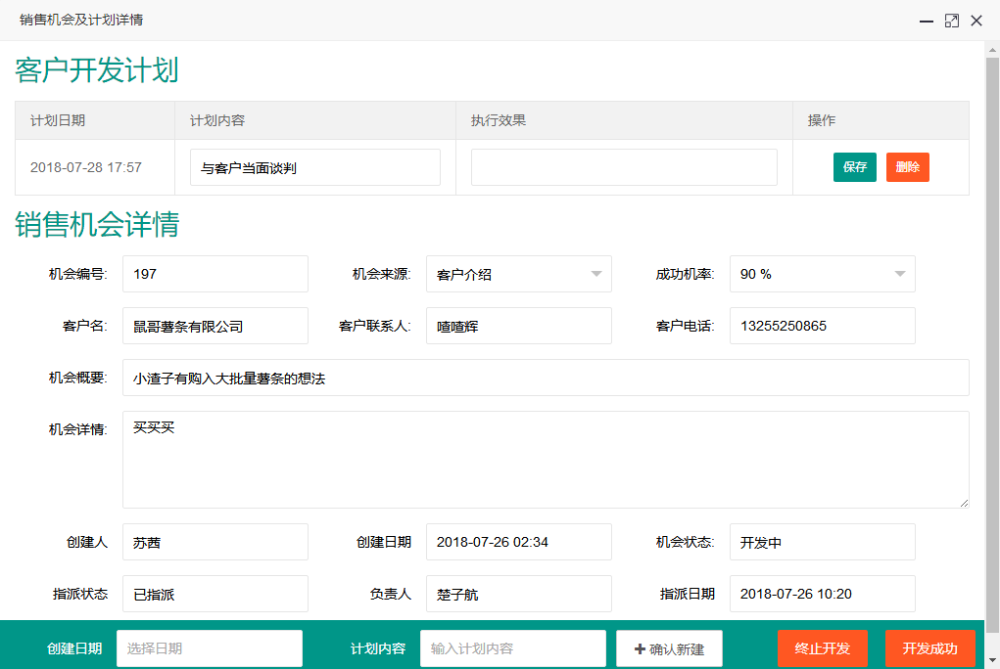 销售机会及计划详情
客户开发计划
计划日期 计划内容 执行效果 操作
2018-07-28 17:57 与客户当面谈判 保存 删除
销售机会详情
机会编号: 197 机会来源: 客户介绍 成功机率: 90 %
客户名: 鼠哥薯条有限公司 客户联系人: 喳喳辉 客户电话: 13255250865
机会概要: 小渣子有购入大批量薯条的想法
机会详情: 买买买
创建人 苏茜 创建日期 2018-07-26 02:34 机会状态: 开发中
指派状态 已指派 负责人 楚子航 指派日期 2018-07-26 10:20
创建日期 选择日期 计划内容 输入计划内容 确认新建 终止开发 开发成功